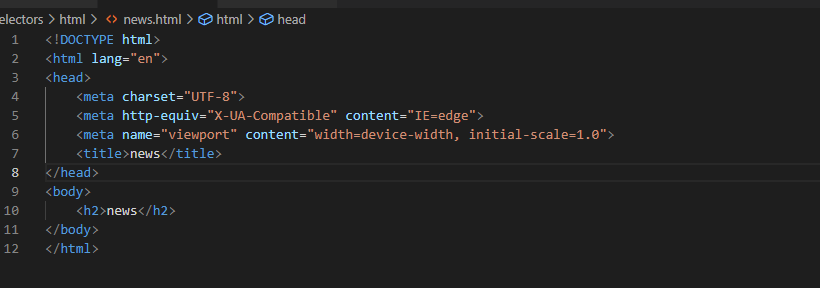 electors > html > <> news.html > html > head
1 <!DOCTYPE html>
2 <html lang="en">
3 <head>
4     <meta charset="UTF-8">
5     <meta http-equiv="X-UA-Compatible" content="IE=edge">
6     <meta name="viewport" content="width=device-width, initial-scale=1.0">
7     <title>news</title>
8 </head>
9 <body>
10     <h2>news</h2>
11 </body>
12 </html>